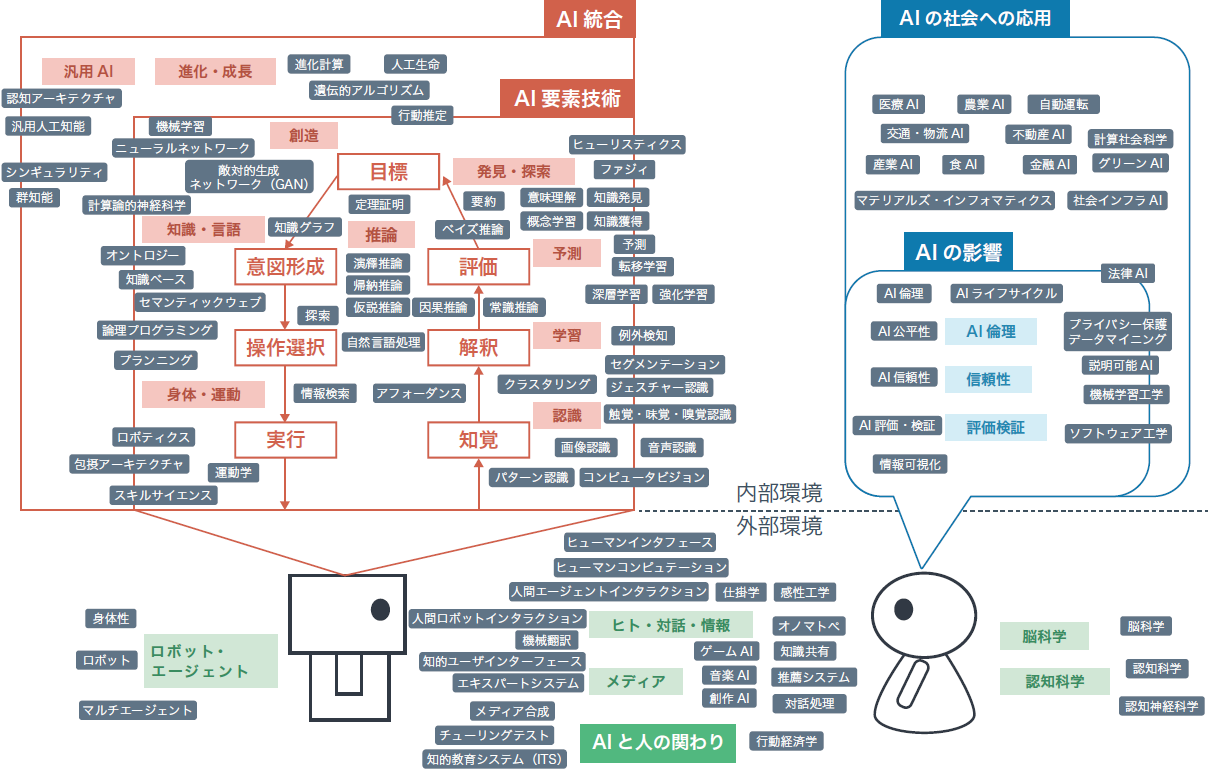 AI 統合
AI の社会への応用
汎用 AI
進化・成長
進化計算
人工生命
遺伝的アルゴリズム
AI 要素技術
行動推定
認知アーキテクチャ
汎用人工知能
機械学習
創造
ニューラルネットワーク
シンギュラリティ
敵対的生成
ネットワーク（GAN）
群知能
計算論的神経科学
目標
発見・探索
ヒューリスティクス
ファジィ
定理証明
要約
意味理解
知識発見
概念学習
知識獲得
知識・言語
知識グラフ
推論
ベイズ推論
予測
予測
オントロジー
意図形成
演繹推論
評価
転移学習
知識ベース
帰納推論
深層学習
強化学習
セマンティックウェブ
仮説推論
因果推論
常識推論
探索
論理プログラミング
操作選択
自然言語処理
解釈
学習
例外検知
プランニング
セグメンテーション
身体・運動
情報検索
アフォーダンス
クラスタリング
ジェスチャー認識
認識
触覚・味覚・嗅覚認識
ロボティクス
実行
知覚
画像認識
音声認識
包摂アーキテクチャ
運動学
パターン認識
コンピュータビジョン
スキルサイエンス
内部環境
外部環境
医療 AI
農業 AI
自動運転
交通・物流 AI
不動産 AI
計算社会科学
産業 AI
食 AI
金融 AI
グリーン AI
マテリアルズ・インフォマティクス
社会インフラ AI
AI の影響
法律 AI
AI 倫理
AI ライフサイクル
AI 公平性
AI 倫理
プライバシー保護
データマイニング
説明可能 AI
AI 信頼性
信頼性
機械学習工学
AI 評価・検証
評価検証
ソフトウェア工学
情報可視化
ヒューマンインタフェース
ヒューマンコンピュテーション
人間エージェントインタラクション
仕掛学
感性工学
人間ロボットインタラクション
ヒト・対話・情報
オノマトペ
機械翻訳
ゲーム AI
知識共有
知的ユーザインターフェース
メディア
音楽 AI
推薦システム
エキスパートシステム
創作 AI
対話処理
メディア合成
チューリングテスト
AI と人の関わり
行動経済学
知的教育システム（ITS）
身体性
ロボット・
エージェント
ロボット
マルチエージェント
脳科学
脳科学
認知科学
認知科学
認知神経科学